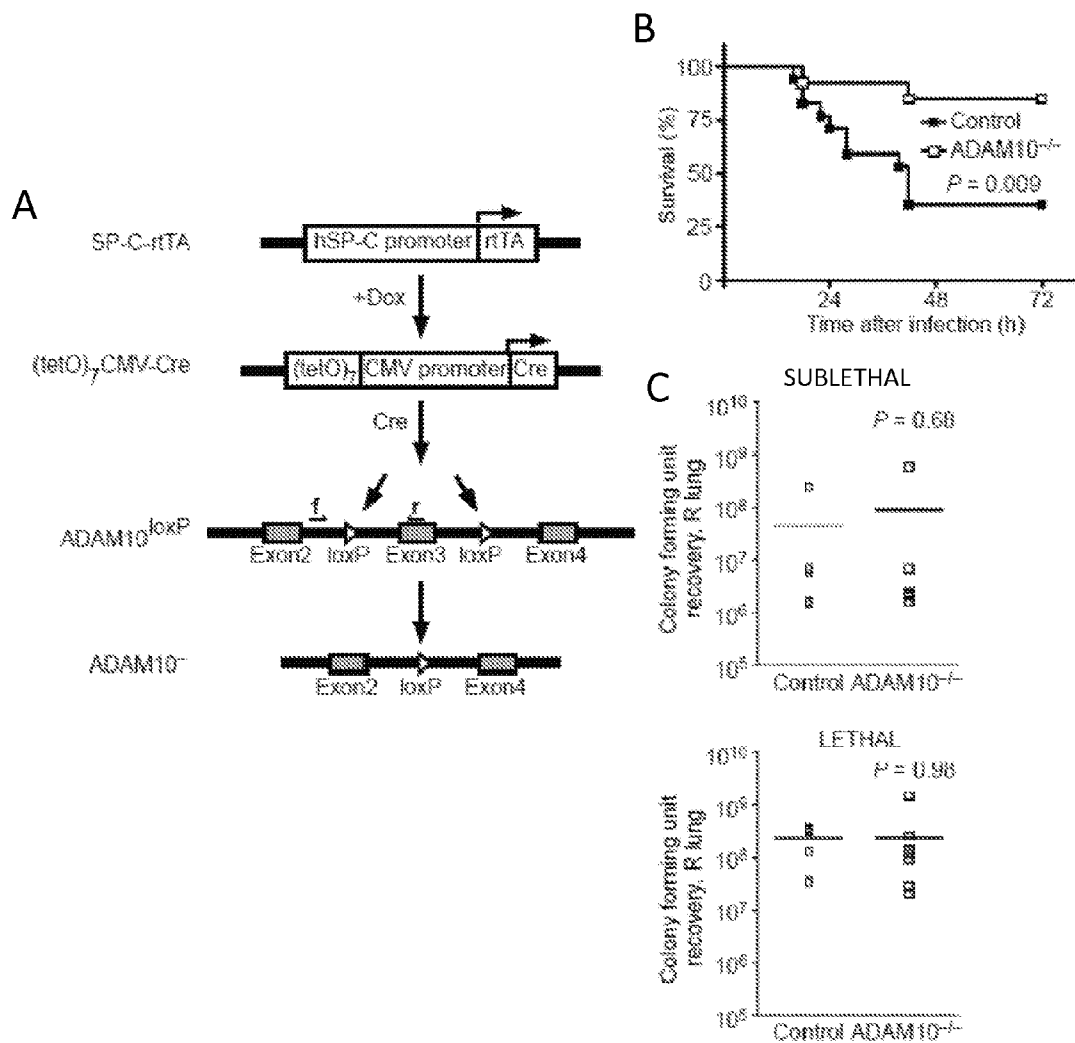 A
SP-C-rtTA
hSP-C promoter
rtTA
+Dox
(tetO)7CMV-Cre
(tetO)7
CMV promoter
Cre
Cre
f
r
ADAM10loxP
Exon2
loxP
Exon3
loxP
Exon4
ADAM10−
Exon2
loxP
Exon4
B
Survival (%)
100
75
50
25
0
24
48
72
Time after infection (h)
Control
ADAM10−/−
P = 0.009
C
SUBLETHAL
P = 0.68
Colony forming unit
recovery, R lung
10^10
10^9
10^8
10^7
10^6
10^5
Control ADAM10−/−
LETHAL
P = 0.98
Colony forming unit
recovery, R lung
10^10
10^9
10^8
10^7
10^6
10^5
Control ADAM10−/−